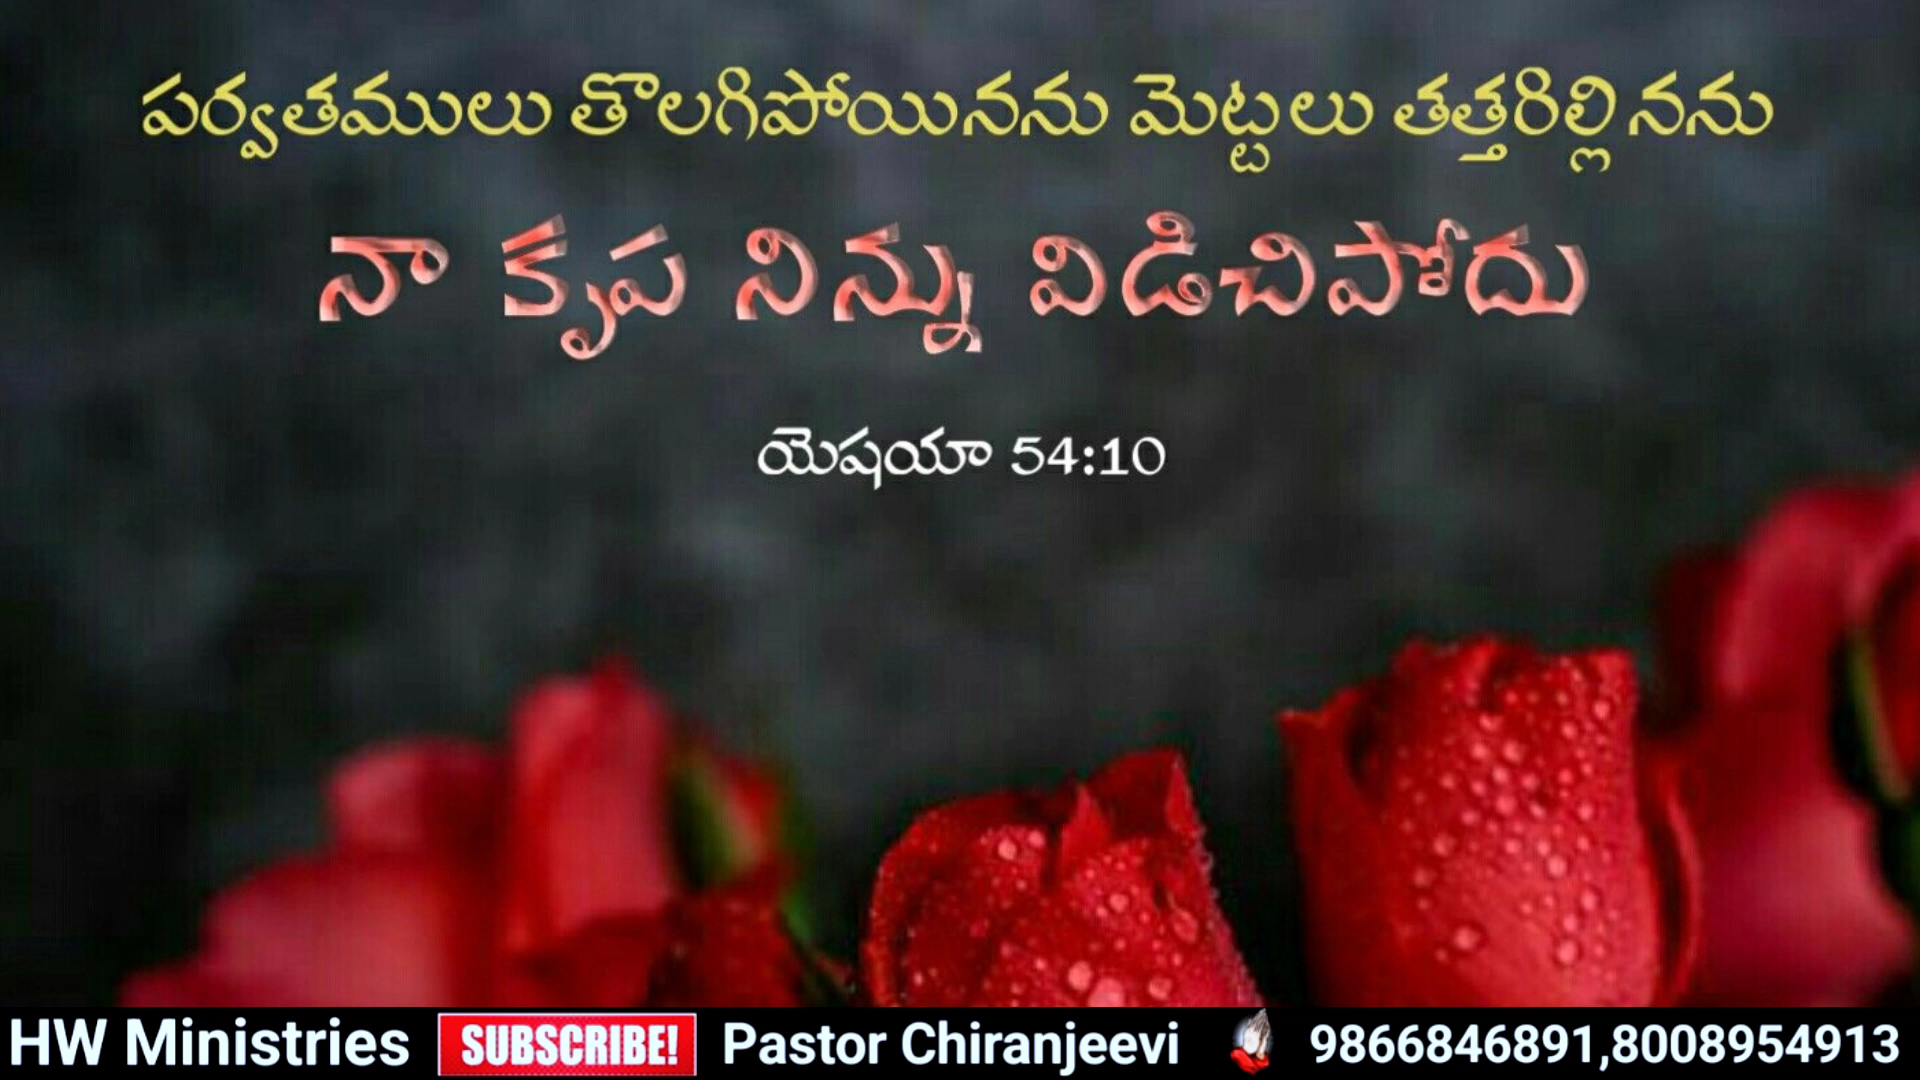 పర్వతములు తొలగిపోయినను మెట్టలు తత్తరిల్లినను
నా కృప నిన్ను విడిచిపోదు
యెషయా 54:10
HW Ministries SUBSCRIBE! Pastor Chiranjeevi 9866846891,8008954913